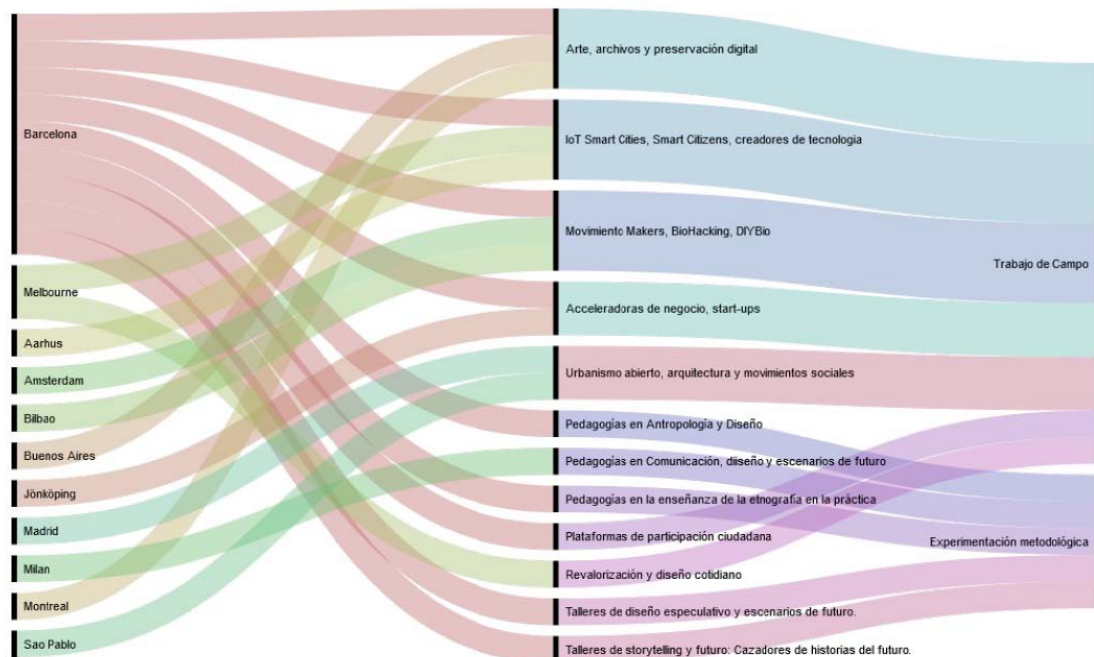 Barcelona
Melbourne
Aarhus
Amsterdam
Bilbao
Buenos Aires
Jönköping
Madrid
Milan
Montreal
Sao Pablo
Arte, archivos y preservación digital
IoT Smart Cities, Smart Citizens, creadores de tecnologia
Movimiento Makers, BioHacking, DIYBio
Acceleradoras de negocio, start-ups
Urbanismo abierto, arquitectura y movimientos sociales
Pedagogías en Antropología y Diseño
Pedagogías en Comunicación, diiseño y escenarios de futuro
Pedagogías en la enseñanza de la etnografía en la práctica
Plataformas de participación ciudadana
Revalorización y diseño cotidiano
Talleres de diseño especulativo y escenarios de futuro.
Talleres de storytelling y futuro: Cazadores de historias del futuro.
Trabajo de Campo
Experimentación metodológica